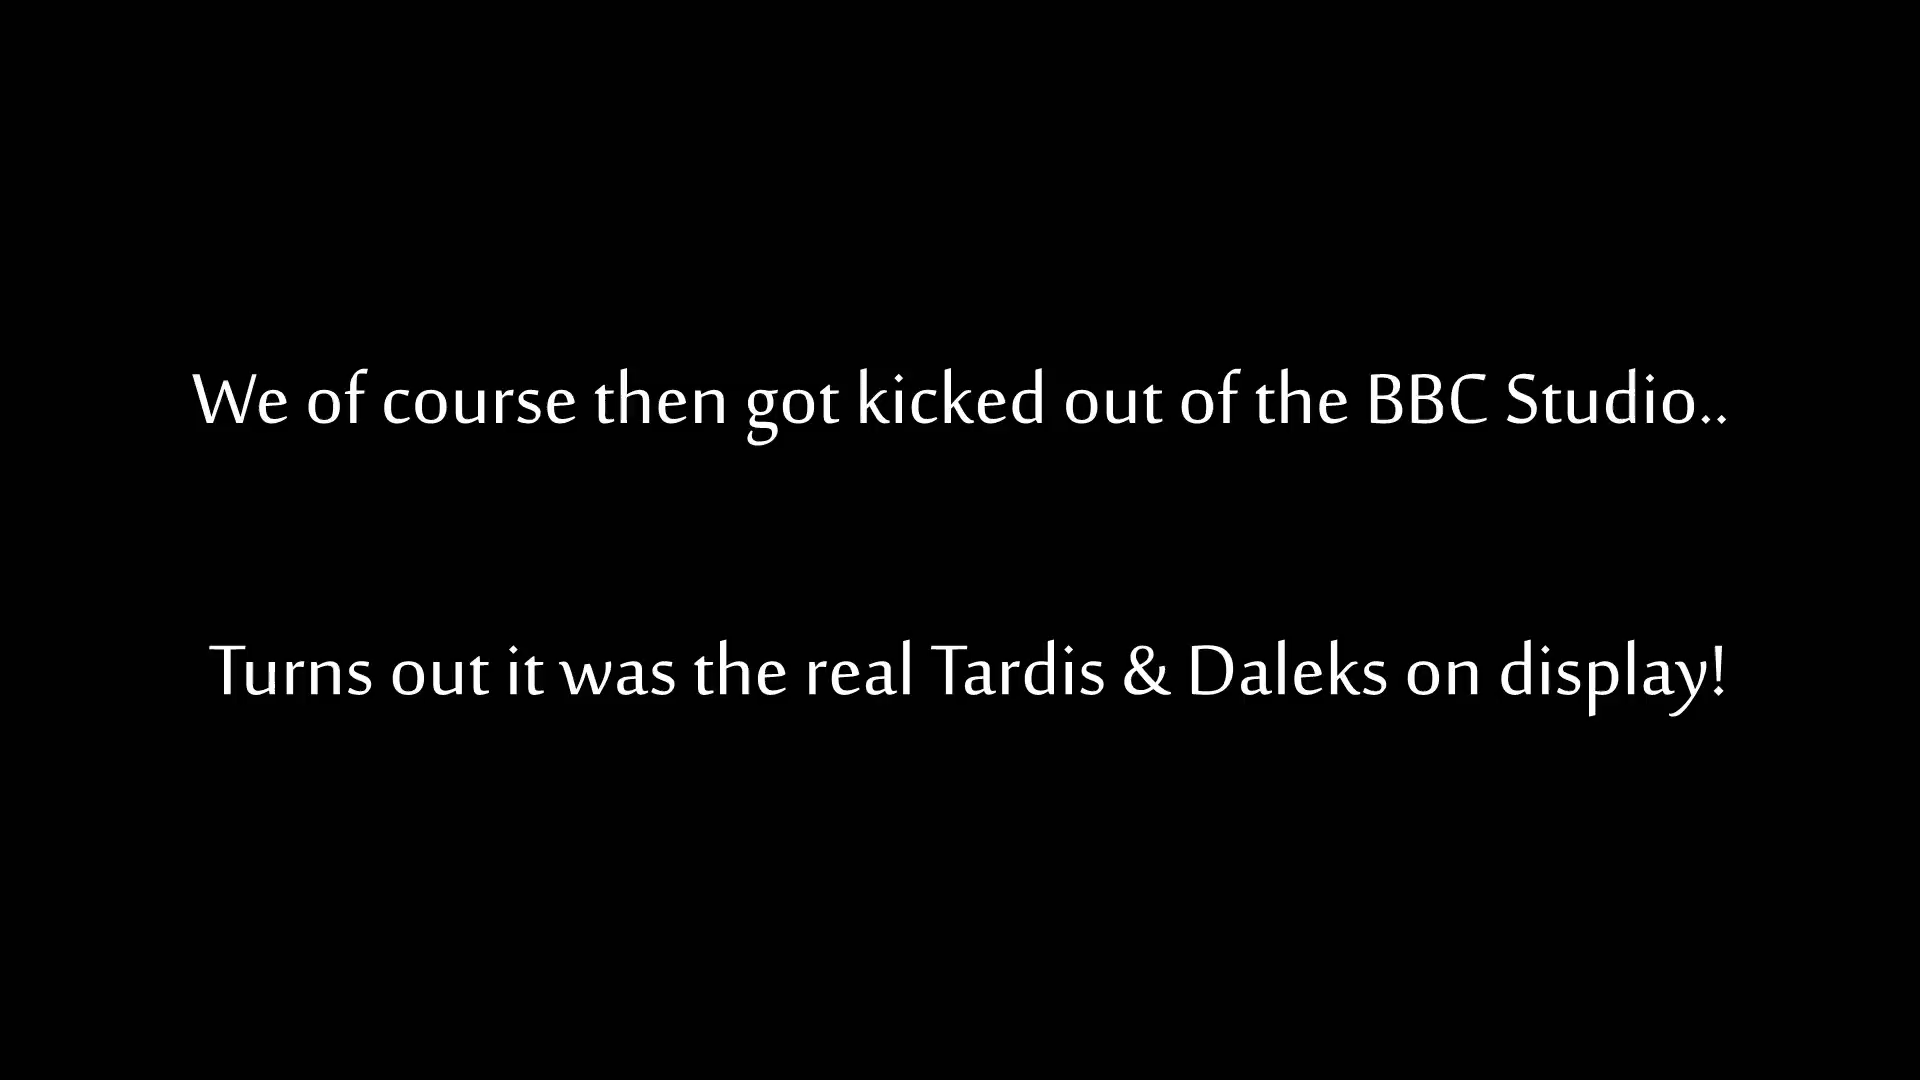 We of course then got kicked out of the BBC Studio..
Turns out it was the real Tardis & Daleks on display!